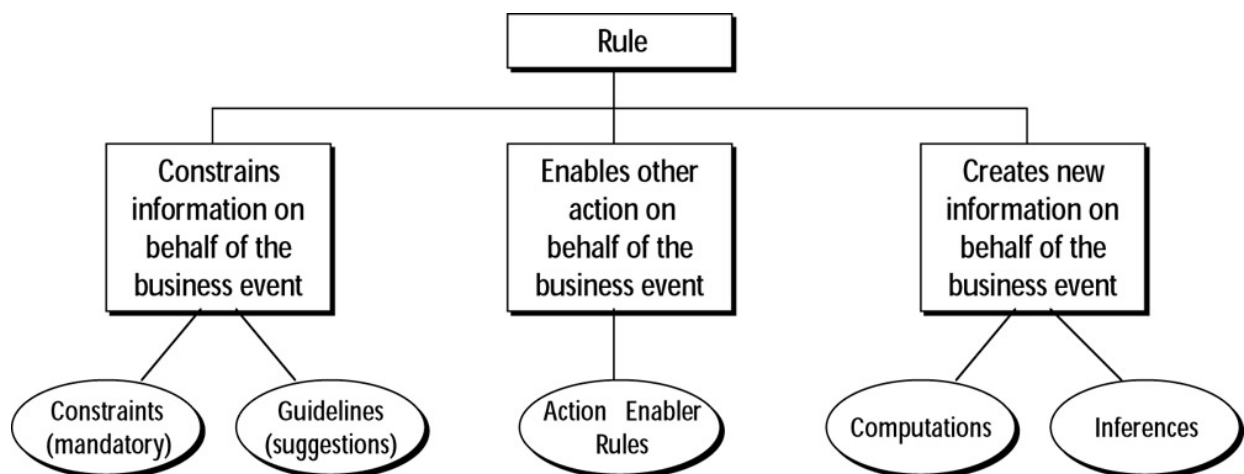 Rule
Constrains
information on
behalf of the
business event
Enables other
action on
behalf of the
business event
Creates new
information on
behalf of the
business event
Constraints
(mandatory)
Guidelines
(suggestions)
Action Enabler
Rules
Computations
Inferences